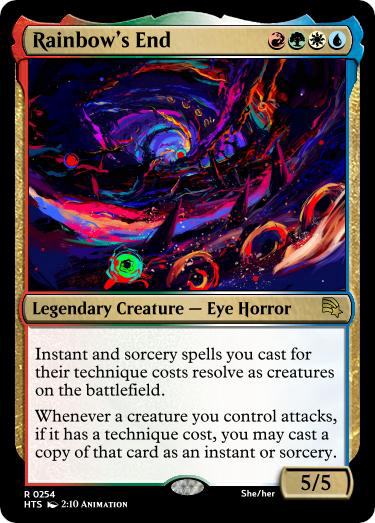 Rainbow's End
Legendary Creature — Eye Horror
Instant and sorcery spells you cast for
their technique costs resolve as creatures
on the battlefield.
Whenever a creature you control attacks,
if it has a technique cost, you may cast a
copy of that card as an instant or sorcery.
5/5
R 0254
HTS 2:10 Animation
She/her